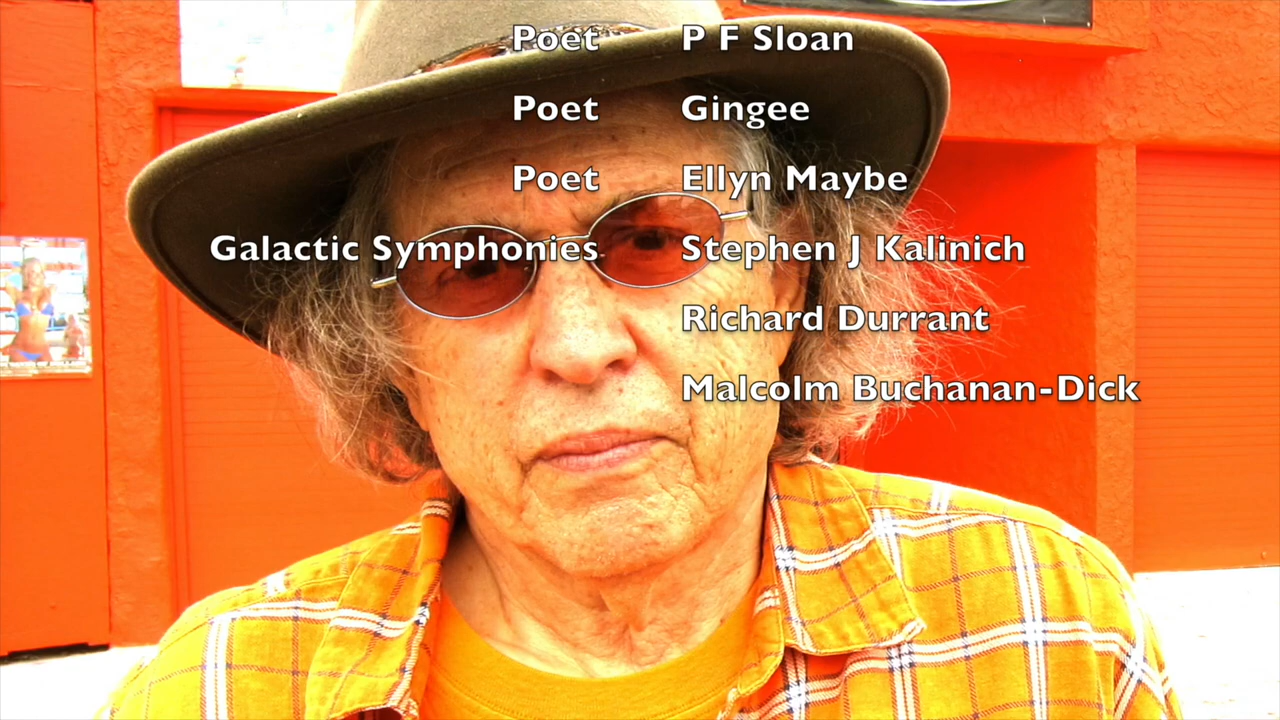 Poet P F Sloan
Poet Gingee
Poet Ellyn Maybe
Galactic Symphonies Stephen J Kalinich
Richard Durrant
Malcolm Buchanan-Dick